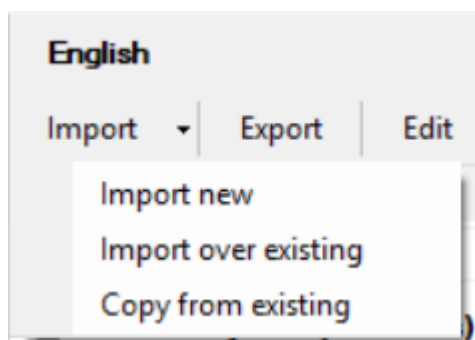 English
Import Export Edit
Import new
Import over existing
Copy from existing